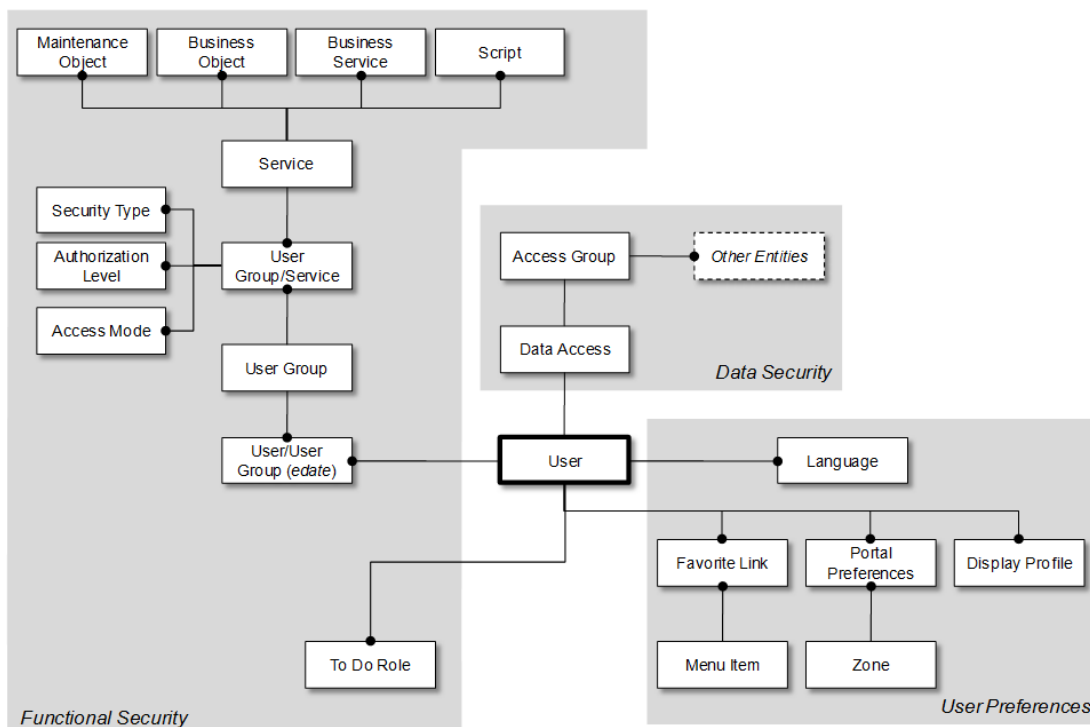 Maintenance
Object
Business
Object
Business
Service
Script
Service
Security Type
Authorization
Level
Access Mode
User
Group/Service
User Group
User/User
Group (edate)
To Do Role
Functional Security
Access Group
Other Entities
Data Access
Data Security
User
Language
Favorite Link
Portal
Preferences
Display Profile
Menu Item
Zone
User Preferences